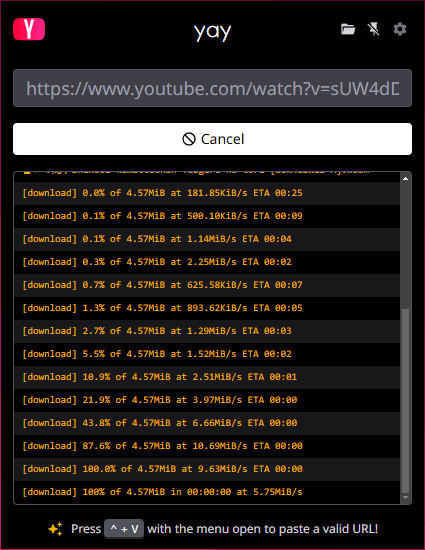 Y
yay
https://www.youtube.com/watch?v=sUW4dD
Cancel
[download] 0.0% of 4.57MiB at 181.85KiB/s ETA 00:25
[download] 0.1% of 4.57MiB at 500.10KiB/s ETA 00:09
[download] 0.1% of 4.57MiB at 1.14MiB/s ETA 00:04
[download] 0.3% of 4.57MiB at 2.25MiB/s ETA 00:02
[download] 0.7% of 4.57MiB at 625.58KiB/s ETA 00:07
[download] 1.3% of 4.57MiB at 893.62KiB/s ETA 00:05
[download] 2.7% of 4.57MiB at 1.29MiB/s ETA 00:03
[download] 5.5% of 4.57MiB at 1.52MiB/s ETA 00:02
[download] 10.9% of 4.57MiB at 2.51MiB/s ETA 00:01
[download] 21.9% of 4.57MiB at 3.97MiB/s ETA 00:00
[download] 43.8% of 4.57MiB at 6.66MiB/s ETA 00:00
[download] 87.6% of 4.57MiB at 10.69MiB/s ETA 00:00
[download] 100.0% of 4.57MiB at 9.63MiB/s ETA 00:00
[download] 100% of 4.57MiB in 00:00:00 at 5.75MiB/s
Press ^ + V with the menu open to paste a valid URL!